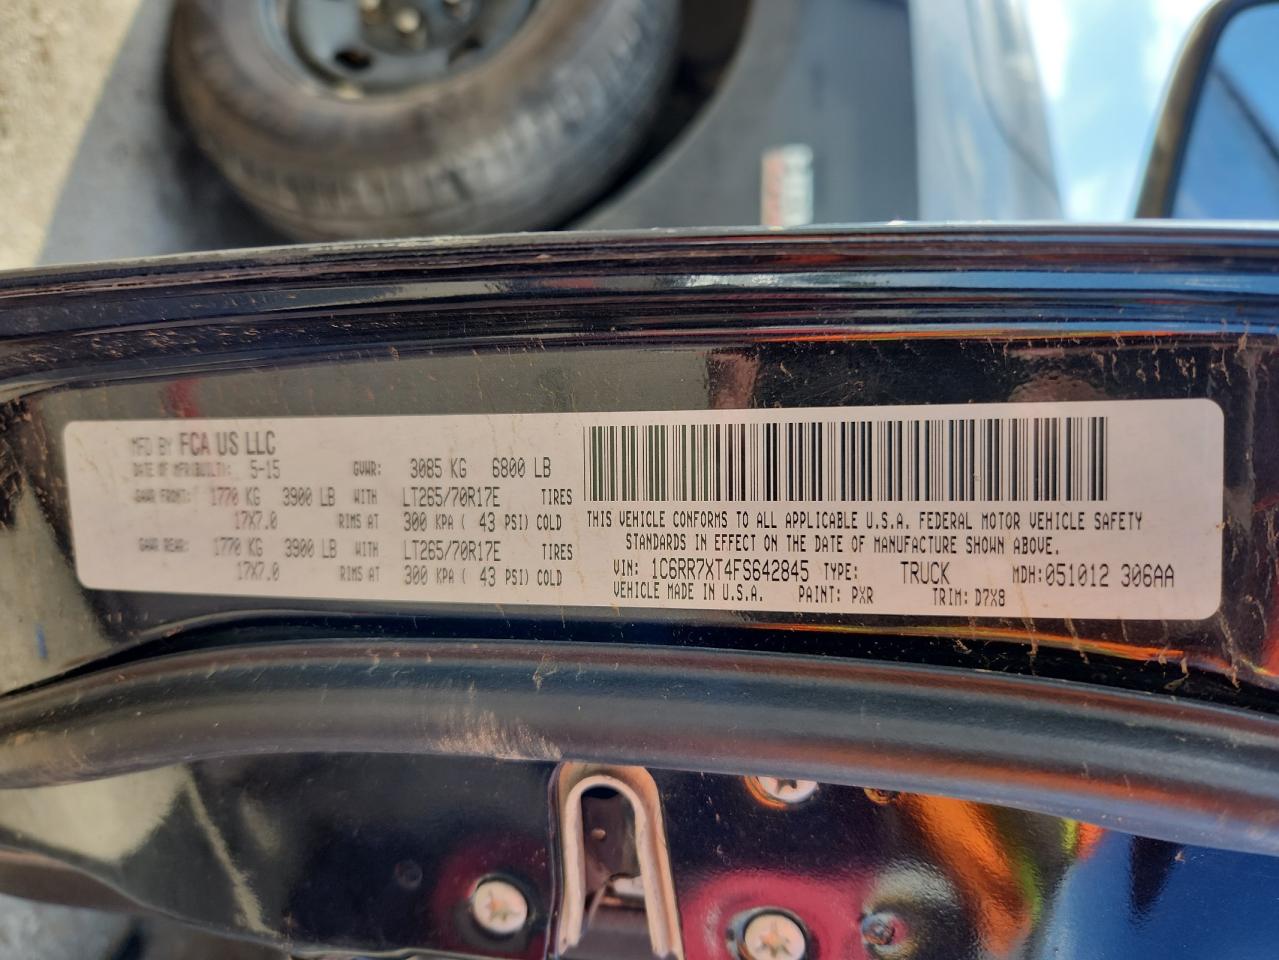 MFD BY FCA US LLC
DATE OF MFR(BUILT): 5-15 GVWR: 3085 KG 6800 LB
GAWR FRONT: 1770 KG 3900 LB WITH LT265/70R17E TIRES
17X7.0 RIMS AT 300 KPA ( 43 PSI) COLD
GAWR REAR: 1770 KG 3900 LB WITH LT265/70R17E TIRES
17X7.0 RIMS AT 300 KPA ( 43 PSI) COLD
THIS VEHICLE CONFORMS TO ALL APPLICABLE U.S.A. FEDERAL MOTOR VEHICLE SAFETY
STANDARDS IN EFFECT ON THE DATE OF MANUFACTURE SHOWN ABOVE.
VIN: 1C6RR7XT4FS642845 TYPE: TRUCK MDH:051012 306AA
VEHICLE MADE IN U.S.A. PAINT: PXR TRIM: D7X8